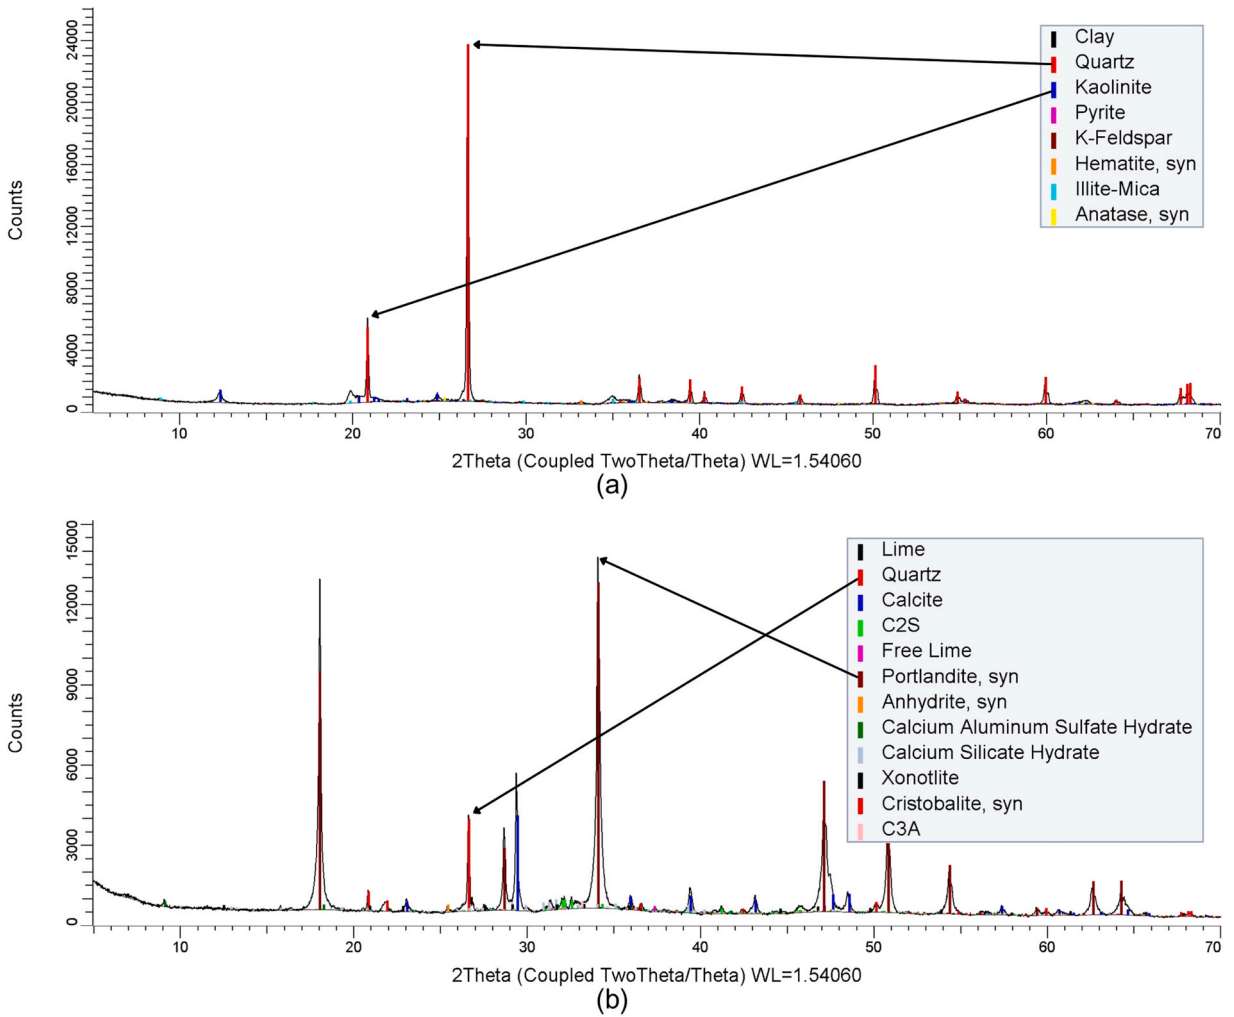 24000
20000
16000
12000
8000
4000
0
Counts
Clay
Quartz
Kaolinite
Pyrite
K-Feldspar
Hematite, syn
Illite-Mica
Anatase, syn
10 20 30 40 50 60 70
2Theta (Coupled TwoTheta/Theta) WL=1.54060
(a)
15000
12000
9000
6000
3000
0
Counts
Lime
Quartz
Calcite
C2S
Free Lime
Portlandite, syn
Anhydrite, syn
Calcium Aluminum Sulfate Hydrate
Calcium Silicate Hydrate
Xonotlite
Cristobalite, syn
C3A
10 20 30 40 50 60 70
2Theta (Coupled TwoTheta/Theta) WL=1.54060
(b)